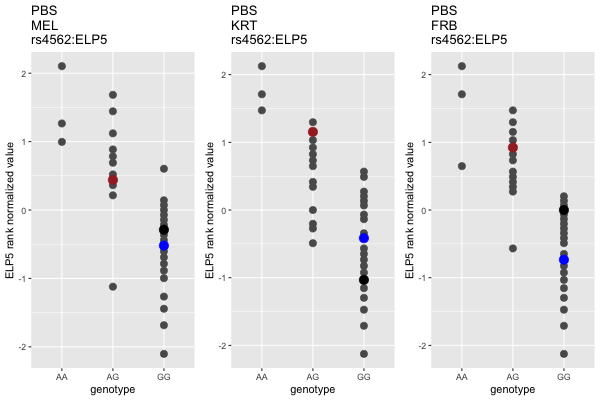 PBS
MEL
rs4562:ELP5
ELP5 rank normalized value
2
1
0
-1
-2
AA AG GG
genotype
PBS
KRT
rs4562:ELP5
ELP5 rank normalized value
2
1
0
-1
-2
AA AG GG
genotype
PBS
FRB
rs4562:ELP5
ELP5 rank normalized value
2
1
0
-1
-2
AA AG GG
genotype